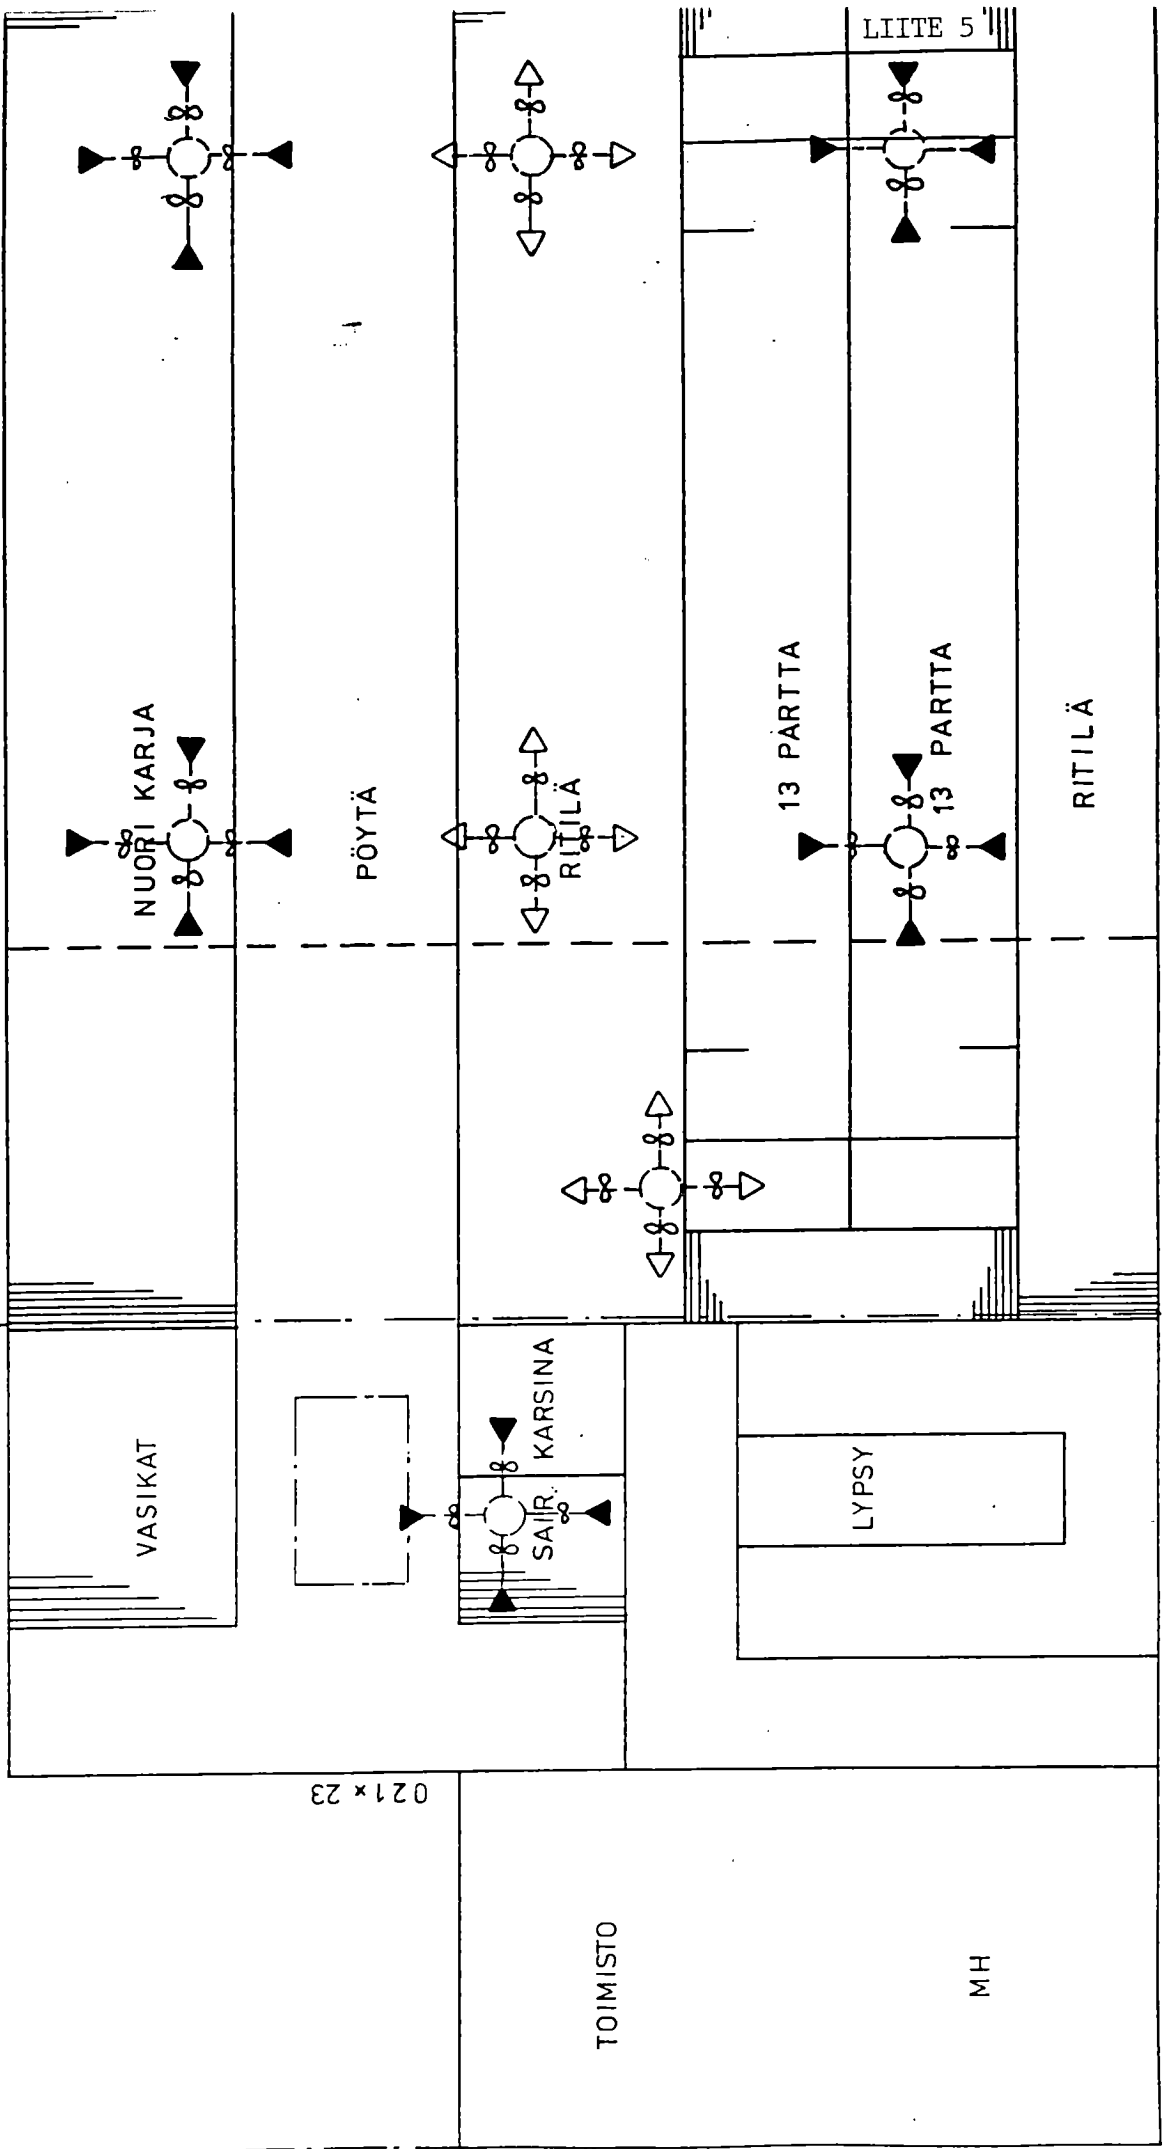 LIITE 5
NUORI KARJA
PÖYTÄ
RITILÄ
13 PARTTA
13 PARTTA
RITILÄ
VASIKAT
SAIR. KARSINA
LYPSY
021 x 23
TOIMISTO
MH